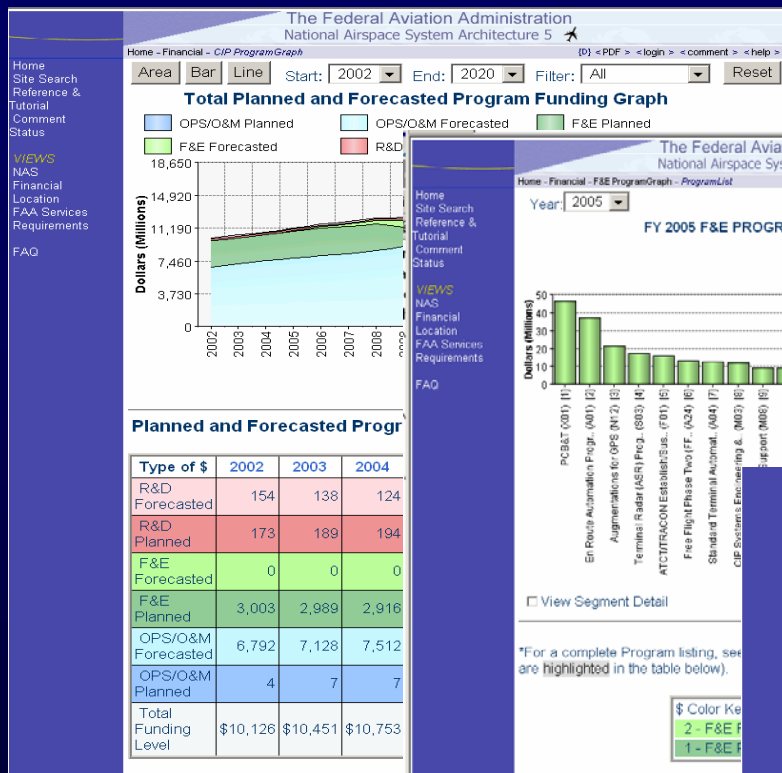 The Federal Aviation Administration
National Airspace System Architecture 5
Home - Financial - CIP ProgramGraph
{D} < PDF > < login > < comment > < help >
Home
Site Search
Reference &
Tutorial
Comment
Status
VIEWS
NAS
Financial
Location
FAA Services
Requirements
FAQ
Area Bar Line Start: 2002 End: 2020 Filter: All Reset
Total Planned and Forecasted Program Funding Graph
OPS/O&M Planned OPS/O&M Forecasted F&E Planned
F&E Forecasted R&D
Dollars (Millions)
18,650
14,920
11,190
7,460
3,730
0
2002 2003 2004 2005 2006 2007 2008
Planned and Forecasted Progr
Type of $ 2002 2003 2004
R&D
Forecasted 154 138 124
R&D
Planned 173 189 194
F&E
Forecasted 0 0 0
F&E
Planned 3,003 2,989 2,916
OPS/O&M
Forecasted 6,792 7,128 7,512
OPS/O&M
Planned 4 7 7
Total
Funding
Level $10,126 $10,451 $10,753
The Federal Avia
National Airspace Sys
Home - Financial - F&E ProgramGraph - ProgramList
Home
Site Search
Reference &
Tutorial
Comment
Status
VIEWS
NAS
Financial
Location
FAA Services
Requirements
FAQ
Year: 2005
FY 2005 F&E PROGR
Dollars (Millions)
50
40
30
20
10
0
PCB&T (X01) [1]
En Route Automation Progr.. (A01) [2]
Augmentations for GPS (N12) [3]
Terminal Radar (ASR) Prog.. (S03) [4]
ATCT/TRACON Establish/Sus.. (F01) [5]
Free Flight Phase Two (FF.. (A24) [6]
Standard Terminal Automat.. (A04) [7]
CIP Systems Engineering &.. (M03) [8]
Support (M08) [9]
View Segment Detail
*For a complete Program listing, see
are highlighted in the table below).
$ Color Ke
2 - F&E F
1 - F&E F